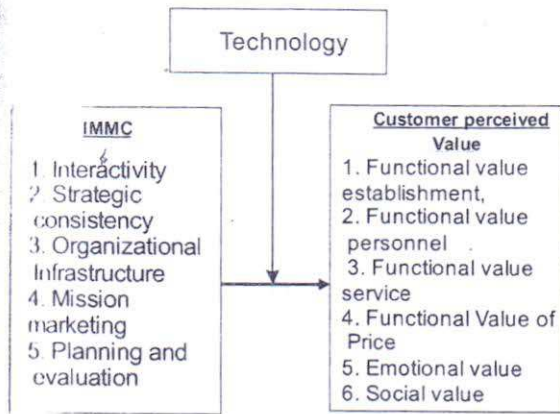 Technology
IMMC
1. Interactivity
2. Strategic
consistency
3. Organizational
Infrastructure
4. Mission
marketing
5. Planning and
evaluation
Customer perceived
Value
1. Functional value
establishment,
2. Functional value
personnel
3. Functional value
service
4. Functional Value of
Price
5. Emotional value
6. Social value